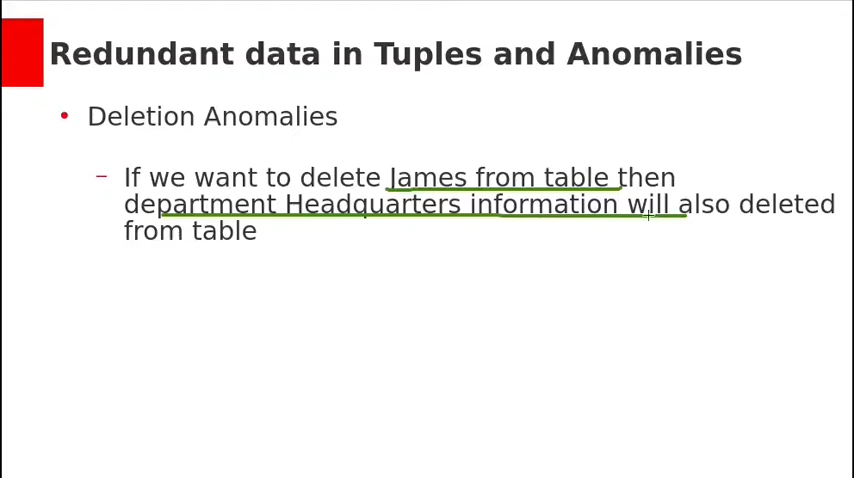 Redundant data in Tuples and Anomalies
• Deletion Anomalies
– If we want to delete James from table then
department Headquarters information will also deleted
from table